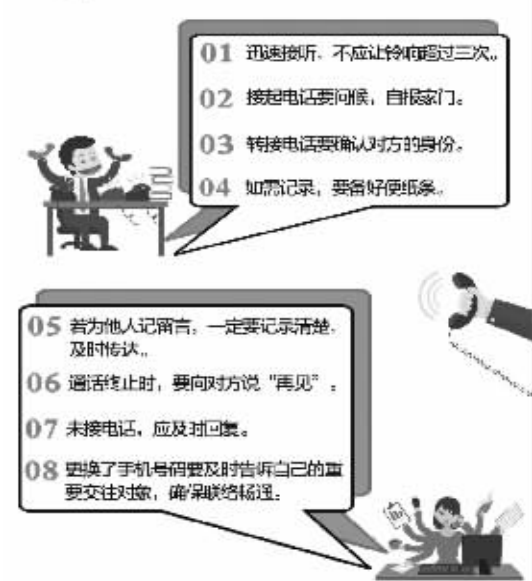 01 迅速接听、不应让铃响超过三次。
02 接起电话要问候，自报家门。
03 转接电话要确认对方的身份。
04 如需记录，要备好便纸条。
05 若为他人记留言，一定要记录清楚、
及时传达。
06 通话终止时，要向对方说“再见”。
07 未接电话，应及时回复。
08 更换了手机号码要及时告诉自己的重
要交往对象，确保联络畅通。